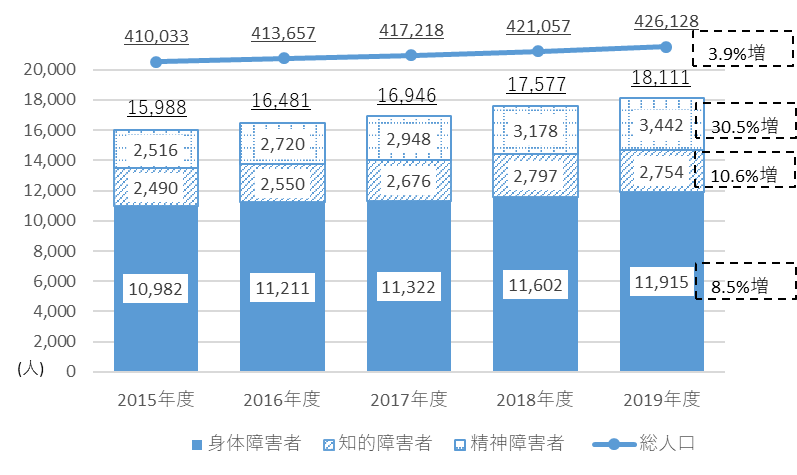 410,033 413,657 417,218 421,057 426,128
3.9%増
20,000
18,000
16,000
14,000
12,000
10,000
8,000
6,000
4,000
2,000
0
(人)
15,988 16,481 16,946 17,577 18,111
2,516 2,720 2,948 3,178 3,442 30.5%増
2,490 2,550 2,676 2,797 2,754 10.6%増
10,982 11,211 11,322 11,602 11,915 8.5%増
2015年度 2016年度 2017年度 2018年度 2019年度
身体障害者 知的障害者 精神障害者 総人口